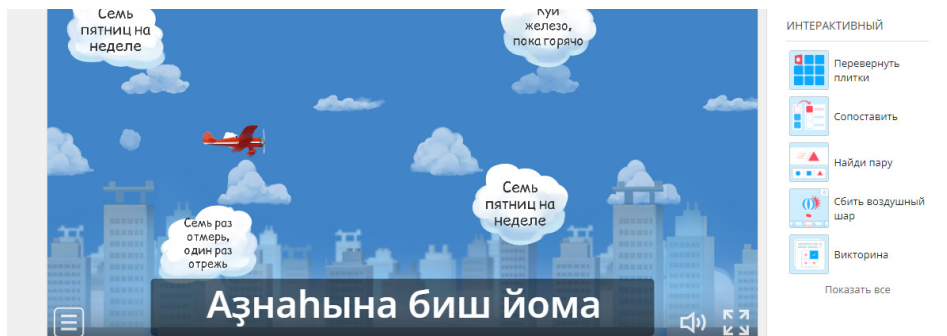 Семь
пятниц на
неделе
Куй
железо,
пока горячо
Семь
пятниц на
неделе
Семь раз
отмерь,
один раз
отрежь
Аҙнаһына биш йома
ИНТЕРАКТИВНЫЙ
Перевернуть
плитки
Сопоставить
Найди пару
Сбить воздушный
шар
Викторина
Показать все